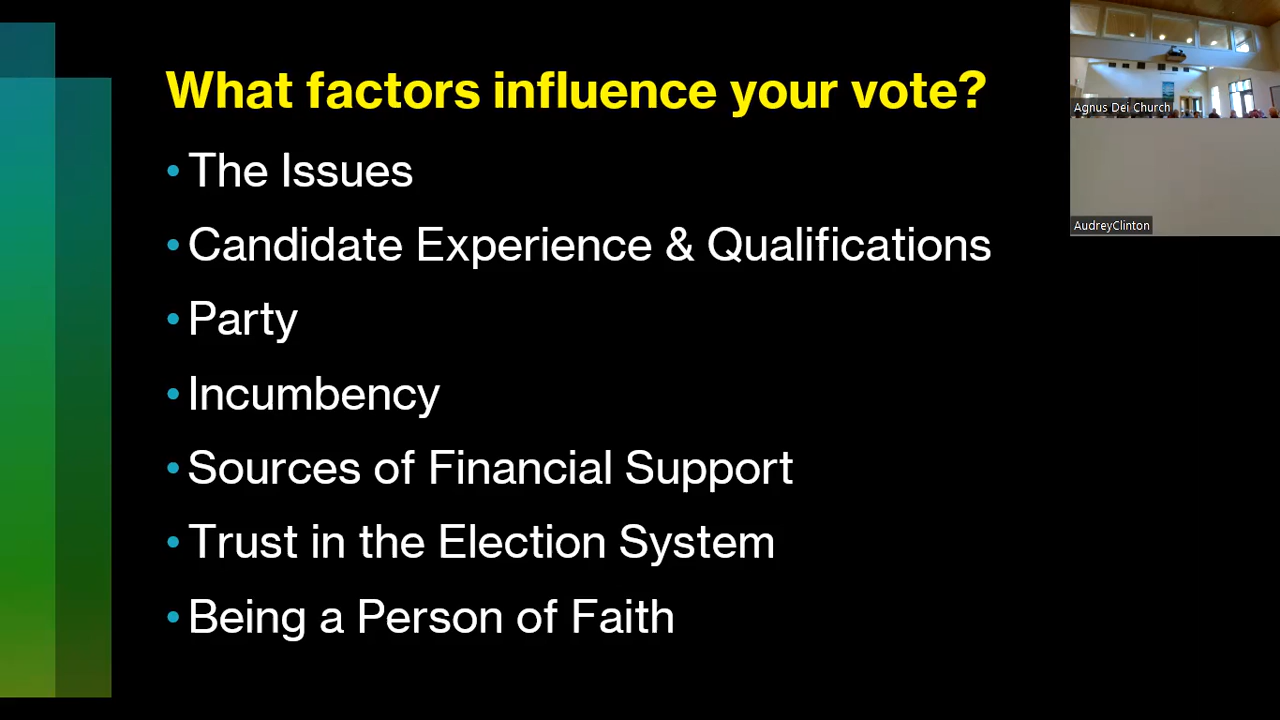 What factors influence your vote?
• The Issues
• Candidate Experience & Qualifications
• Party
• Incumbency
• Sources of Financial Support
• Trust in the Election System
• Being a Person of Faith
Agnus Dei Church
AudreyClinton